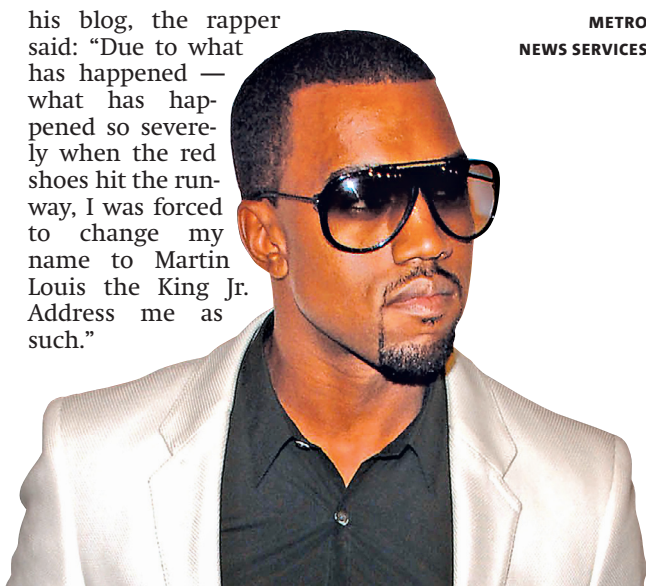 his blog, the rapper
said: “Due to what
has happened —
what has hap-
pened so severe-
ly when the red
shoes hit the run-
way, I was forced
to change my
name to Martin
Louis the King Jr.
Address me as
such.”
METRO
NEWS SERVICES